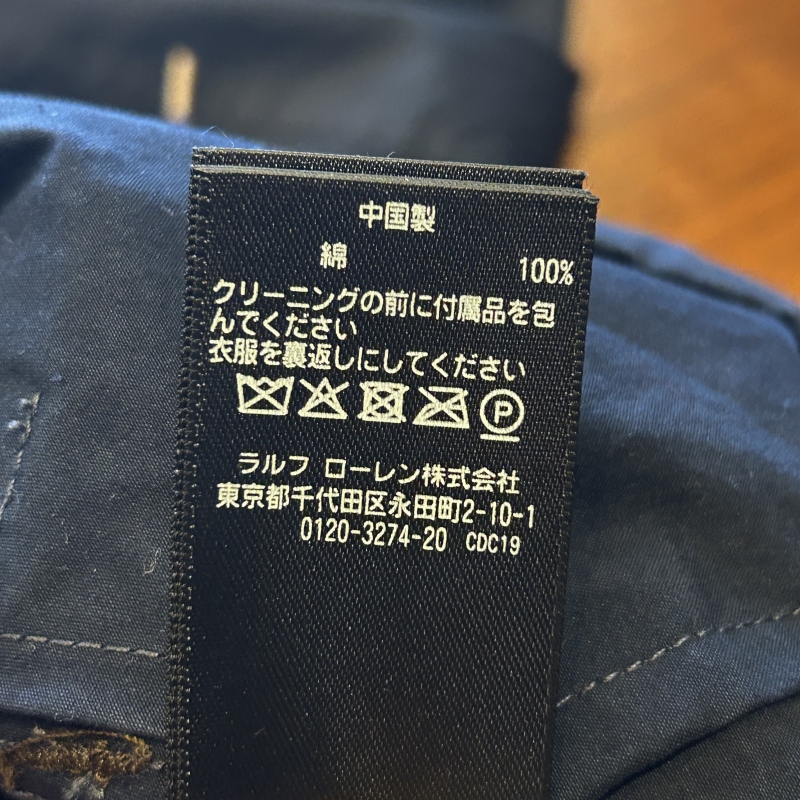 中国製
綿 100%
クリーニングの前に付属品を包
んでください
衣服を裏返しにしてください
P
ラルフ ローレン株式会社
東京都千代田区永田町2-10-1
0120-3274-20 CDC19